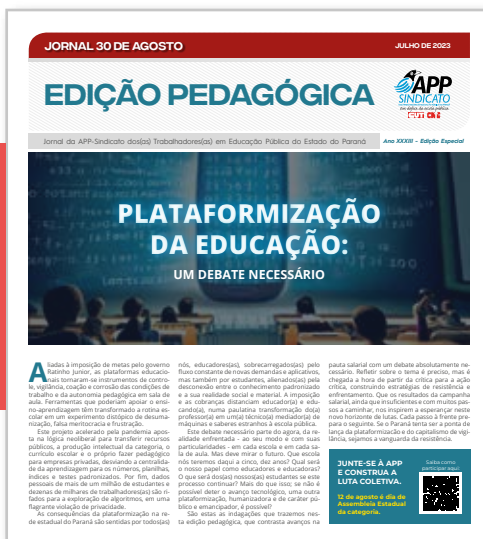 JORNAL 30 DE AGOSTO
JULHO DE 2023
EDIÇÃO PEDAGÓGICA
APP
SINDICATO
em defesa da escola pública
CUT
Jornal da APP-Sindicato dos(as) Trabalhadores(as) em Educação Pública do Estado do Paraná
Ano XXXIII - Edição Especial
PLATAFORMIZAÇÃO
DA EDUCAÇÃO:
UM DEBATE NECESSÁRIO
Aliadas à imposição de metas pelo governo
Ratinho Junior, as plataformas educacio-
nais tornaram-se instrumentos de contro-
le, vigilância, coação e corrosão das condições de
trabalho e da autonomia pedagógica em sala de
aula. Ferramentas que poderiam apoiar o ensi-
no-aprendizagem têm transformado a rotina es-
colar em um experimento distópico de desuma-
nização, falsa meritocracia e frustração.
Este projeto acelerado pela pandemia apos-
ta na lógica neoliberal para transferir recursos
públicos, a produção intelectual da categoria, o
currículo escolar e o próprio fazer pedagógico
para empresas privadas, desviando a centralida-
de da aprendizagem para os números, planilhas,
índices e testes padronizados. Por fim, dados
pessoais de mais de um milhão de estudantes e
dezenas de milhares de trabalhadores(as) são ri-
fados para a exploração de algoritmos, em uma
flagrante violação de privacidade.
As consequências da plataformização na re-
de estadual do Paraná são sentidas por todos(as)
nós, educadores(as), sobrecarregados(as) pelo
fluxo constante de novas demandas e aplicativos,
mas também por estudantes, alienados(as) pela
desconexão entre o conhecimento padronizado
e a sua realidade social e material. A imposição
e as cobranças distanciam educador(a) e edu-
cando(a), numa paulatina transformação do(a)
professor(a) em um(a) técnico(a) mediador(a) de
máquinas e saberes estranhos à escola pública.
Este debate necessário parte do agora, da re-
alidade enfrentada - ao seu modo e com suas
particularidades - em cada escola e em cada sa-
la de aula. Mas deve mirar o futuro. Que escola
nós teremos daqui a cinco, dez anos? Qual será
o nosso papel como educadores e educadoras?
O que será dos(as) nossos(as) estudantes se este
processo continuar? Mais do que isso; se não é
possível deter o avanço tecnológico, uma outra
plataformização, humanizadora e de caráter pú-
blico e emancipador, é possível?
São estas as indagações que trazemos nes-
ta edição pedagógica, que contrasta avanços na
pauta salarial com um debate absolutamente ne-
cessário. Refletir sobre o tema é preciso, mas é
chegada a hora de partir da crítica para a ação
crítica, construindo estratégias de resistência e
enfrentamento. Que os resultados da campanha
salarial, ainda que insuficientes e com muitos pas-
sos a caminhar, nos inspirem a esperançar neste
novo horizonte de lutas. Cada passo à frente pre-
para o seguinte. Se o Paraná tenta ser a ponta de
lança da plataformização e do capitalismo de vigi-
lância, sejamos a vanguarda da resistência.
JUNTE-SE À APP
E CONSTRUA A
LUTA COLETIVA.
12 de agosto é dia de
Assembleia Estadual
da categoria.
Saiba como
participar aqui: